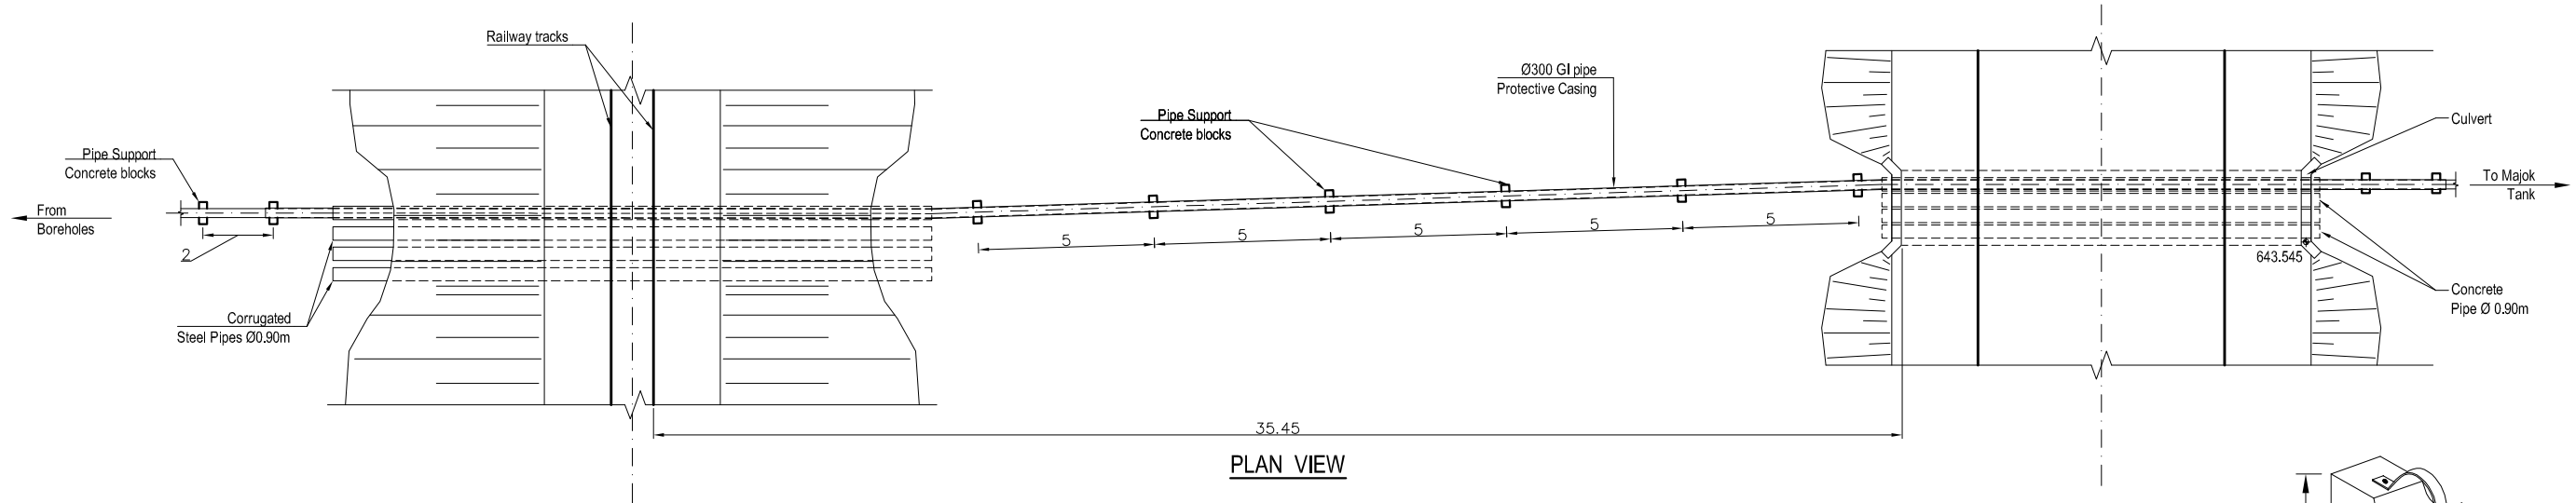 Railway tracks
Ø300 GI pipe
Protective Casing
Pipe Support
Concrete blocks
Culvert
Pipe Support
Concrete blocks
To Majok
Tank
From
Boreholes
2
5
5
5
5
5
643.545
Concrete
Pipe Ø 0.90m
Corrugated
Steel Pipes Ø0.90m
35.45
PLAN VIEW